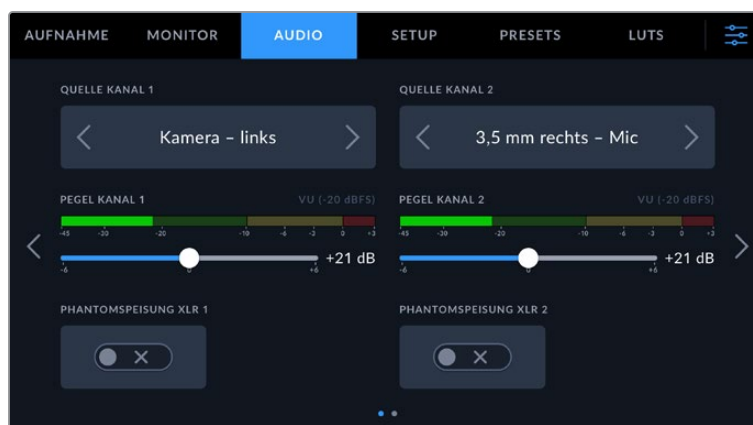 AUFNAHME MONITOR AUDIO SETUP PRESETS LUTS
QUELLE KANAL 1 QUELLE KANAL 2
Kamera – links 3,5 mm rechts – Mic
PEGEL KANAL 1 VU (-20 dBFS) PEGEL KANAL 2 VU (-20 dBFS)
-45 -30 -20 -10 -6 -3 0 +3 -45 -30 -20 -10 -6 -3 0 +3
+21 dB +21 dB
-6 0 +6 -6 0 +6
PHANTOMSPEISUNG XLR 1 PHANTOMSPEISUNG XLR 2